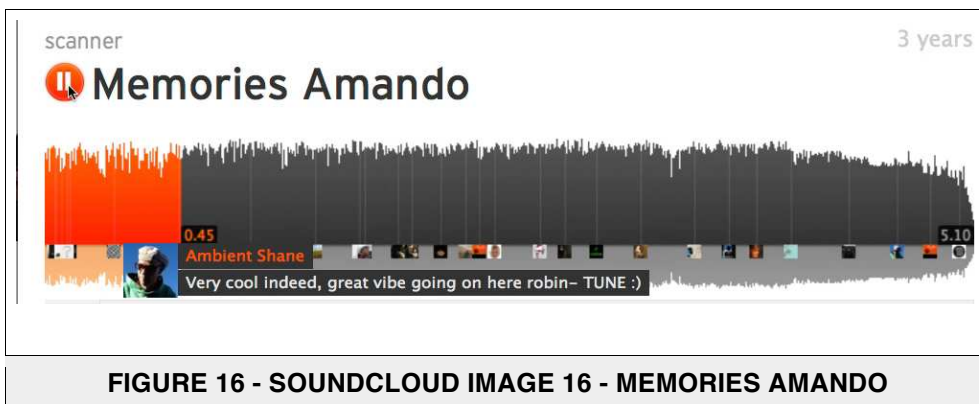 scanner
3 years
Memories Amando
0.45
5.10
Ambient Shane
Very cool indeed, great vibe going on here robin– TUNE :)
FIGURE 16 - SOUNDCLOUD IMAGE 16 - MEMORIES AMANDO